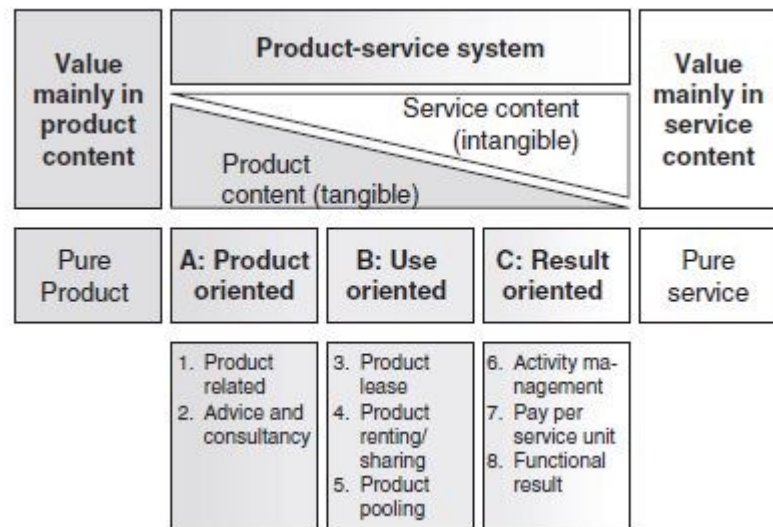 Value
mainly in
product
content
Product-service system
Service content
(intangible)
Product
content (tangible)
Value
mainly in
service
content
Pure
Product
A: Product
oriented
B: Use
oriented
C: Result
oriented
Pure
service
1. Product
related
2. Advice and
consultancy
3. Product
lease
4. Product
renting/
sharing
5. Product
pooling
6. Activity ma-
nagement
7. Pay per
service unit
8. Functional
result